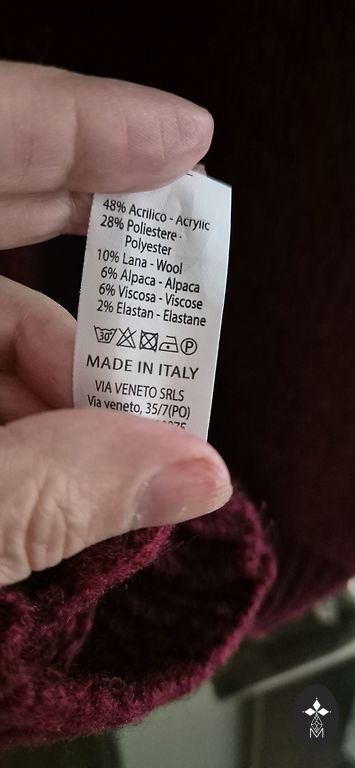 48% Acrilico - Acrylic
28% Poliestere -
Polyester
10% Lana - Wool
6% Alpaca - Alpaca
6% Viscosa - Viscose
2% Elastan - Elastane
30° P
MADE IN ITALY
VIA VENETO SRLS
Via veneto, 35/7(PO)
M